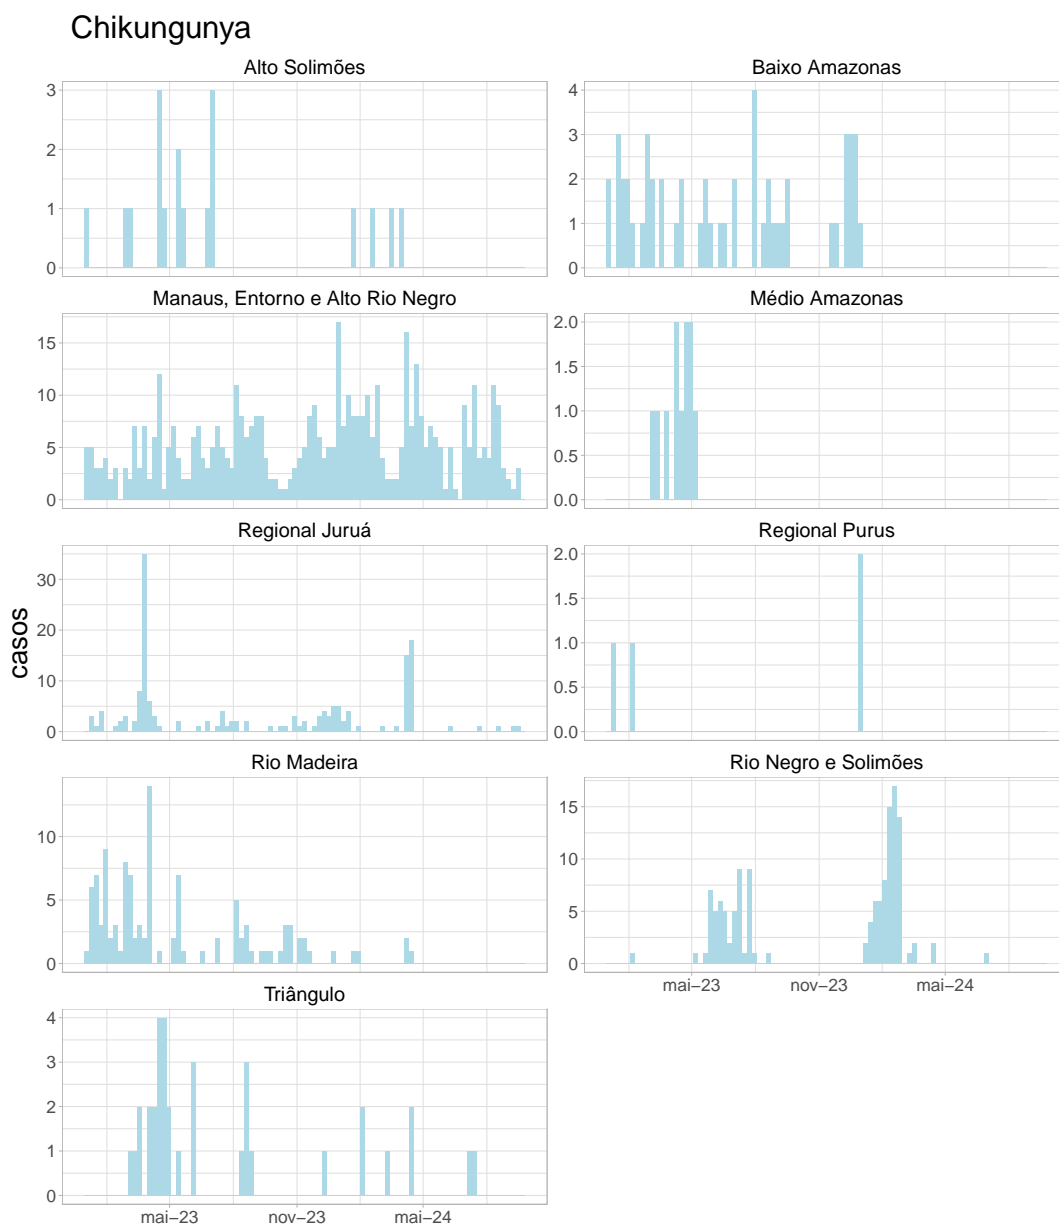 Chikungunya
Alto Solimões
Baixo Amazonas
3
2
1
0
4
3
2
1
0
Manaus, Entorno e Alto Rio Negro
Médio Amazonas
15
10
5
0
2.0
1.5
1.0
0.5
0.0
Regional Juruá
Regional Purus
30
20
10
0
2.0
1.5
1.0
0.5
0.0
casos
Rio Madeira
Rio Negro e Solimões
10
5
0
15
10
5
0
mai–23
nov–23
mai–24
Triângulo
4
3
2
1
0
mai–23
nov–23
mai–24